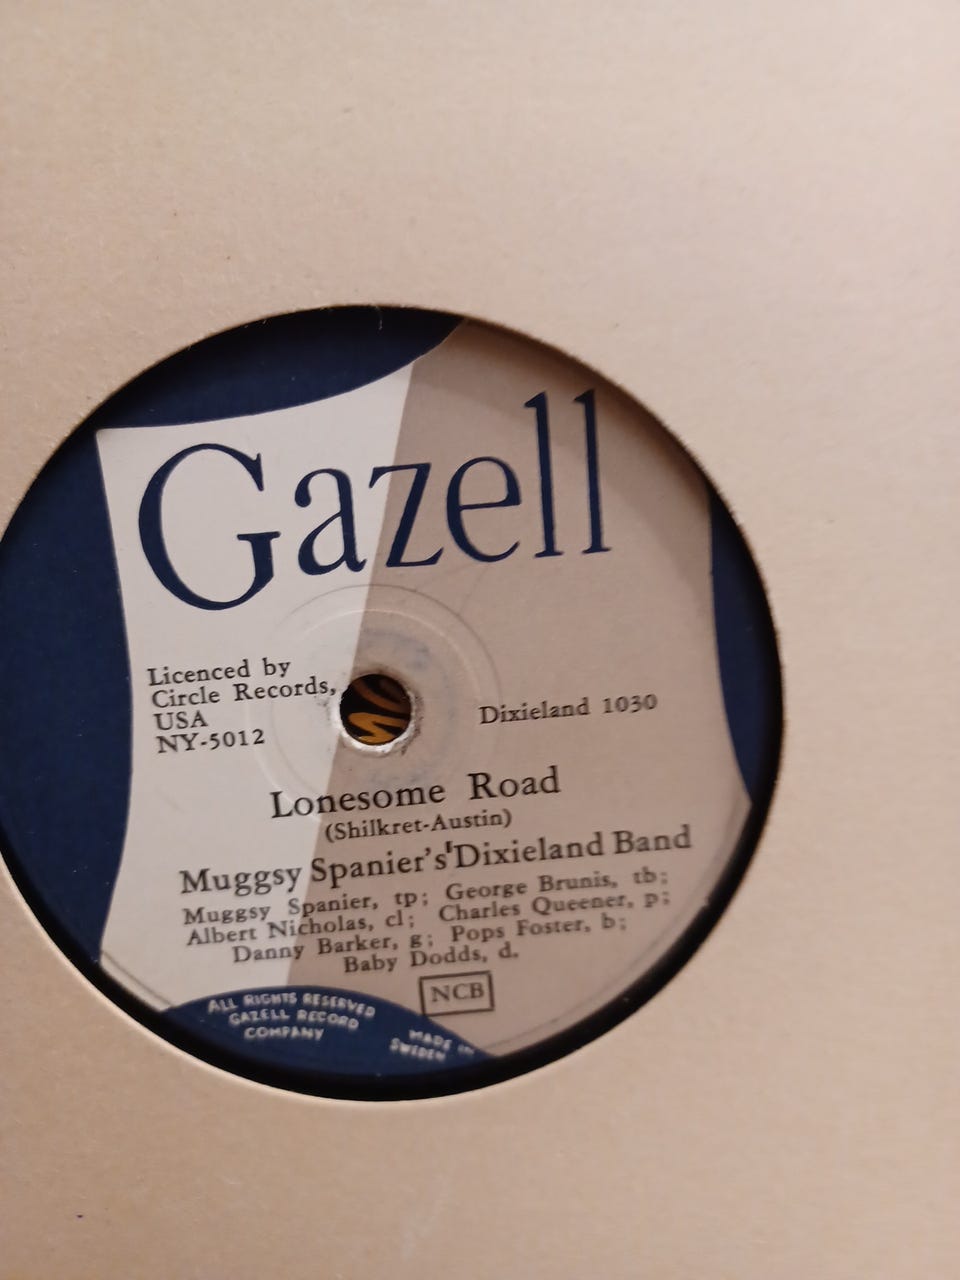 Gazell
Licenced by
Circle Records,
USA
NY-5012
Dixieland 1030
Lonesome Road
(Shilkret-Austin)
Muggsy Spanier's'Dixieland Band
Muggsy Spanier, tp; George Brunis, tb;
Albert Nicholas, cl; Charles Queener, p;
Danny Barker, g; Pops Foster, b;
Baby Dodds, d.
NCB
ALL RIGHTS RESERVED
GAZELL RECORD
COMPANY
MADE IN
SWEDEN